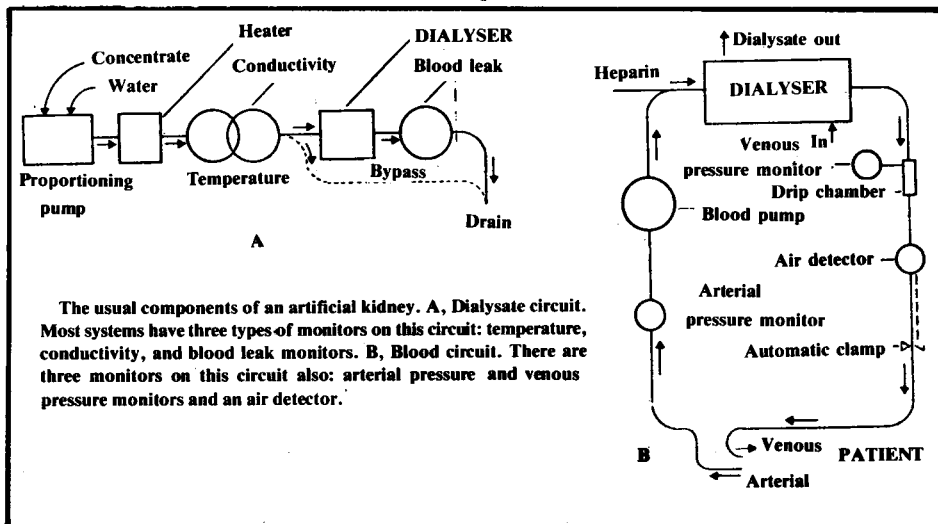 Heater
Concentrate
Water
Conductivity
DIALYSER
Blood leak
Proportioning
pump
Temperature
Bypass
Drain
A
The usual components of an artificial kidney. A, Dialysate circuit.
Most systems have three types of monitors on this circuit: temperature,
conductivity, and blood leak monitors. B, Blood circuit. There are
three monitors on this circuit also: arterial pressure and venous
pressure monitors and an air detector.
Dialysate out
Heparin
DIALYSER
Venous In
pressure monitor
Drip chamber
Blood pump
Air detector
Arterial
pressure monitor
Automatic clamp
B
Venous
PATIENT
Arterial